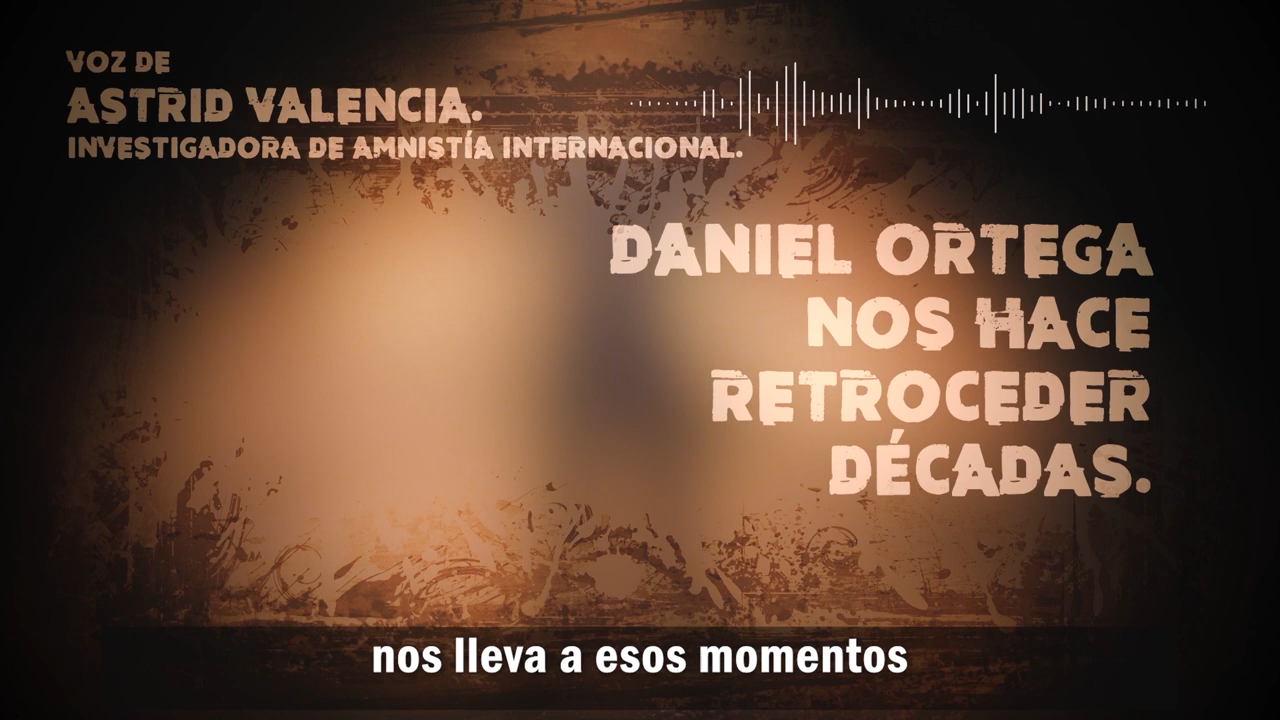 VOZ DE
ASTRID VALENCIA.
INVESTIGADORA DE AMNISTÍA INTERNACIONAL.
DANIEL ORTEGA
NOS HACE
RETROCEDER
DÉCADAS.
nos lleva a esos momentos